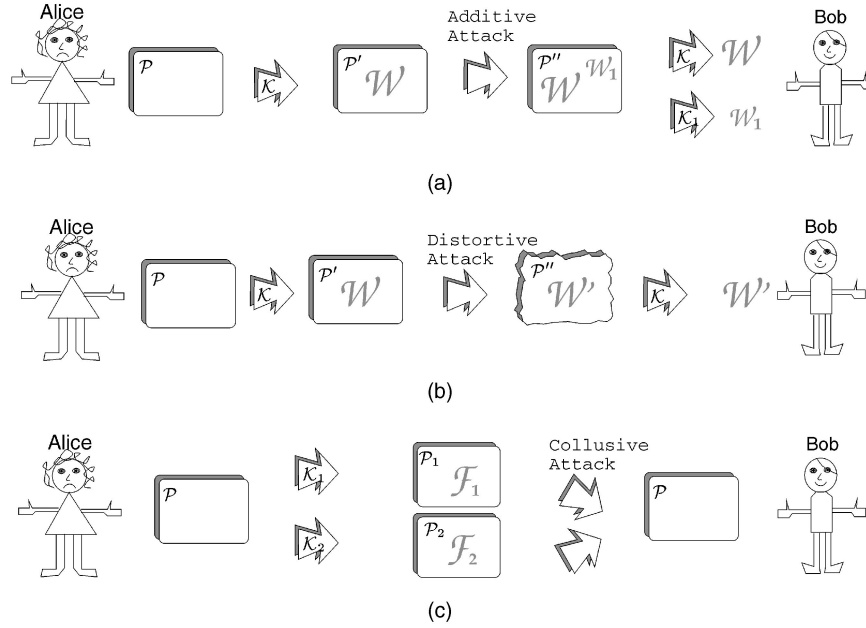 Alice
Bob
Additive
Attack
P
K
P'
W
P''
W W₁
K
W
K₁
W₁
(a)
Alice
Bob
Distortive
Attack
P
K
P'
W
P''
W'
K
W'
(b)
Alice
Bob
Collusive
Attack
P
K₁
K₂
P₁
F₁
P₂
F₂
P
(c)